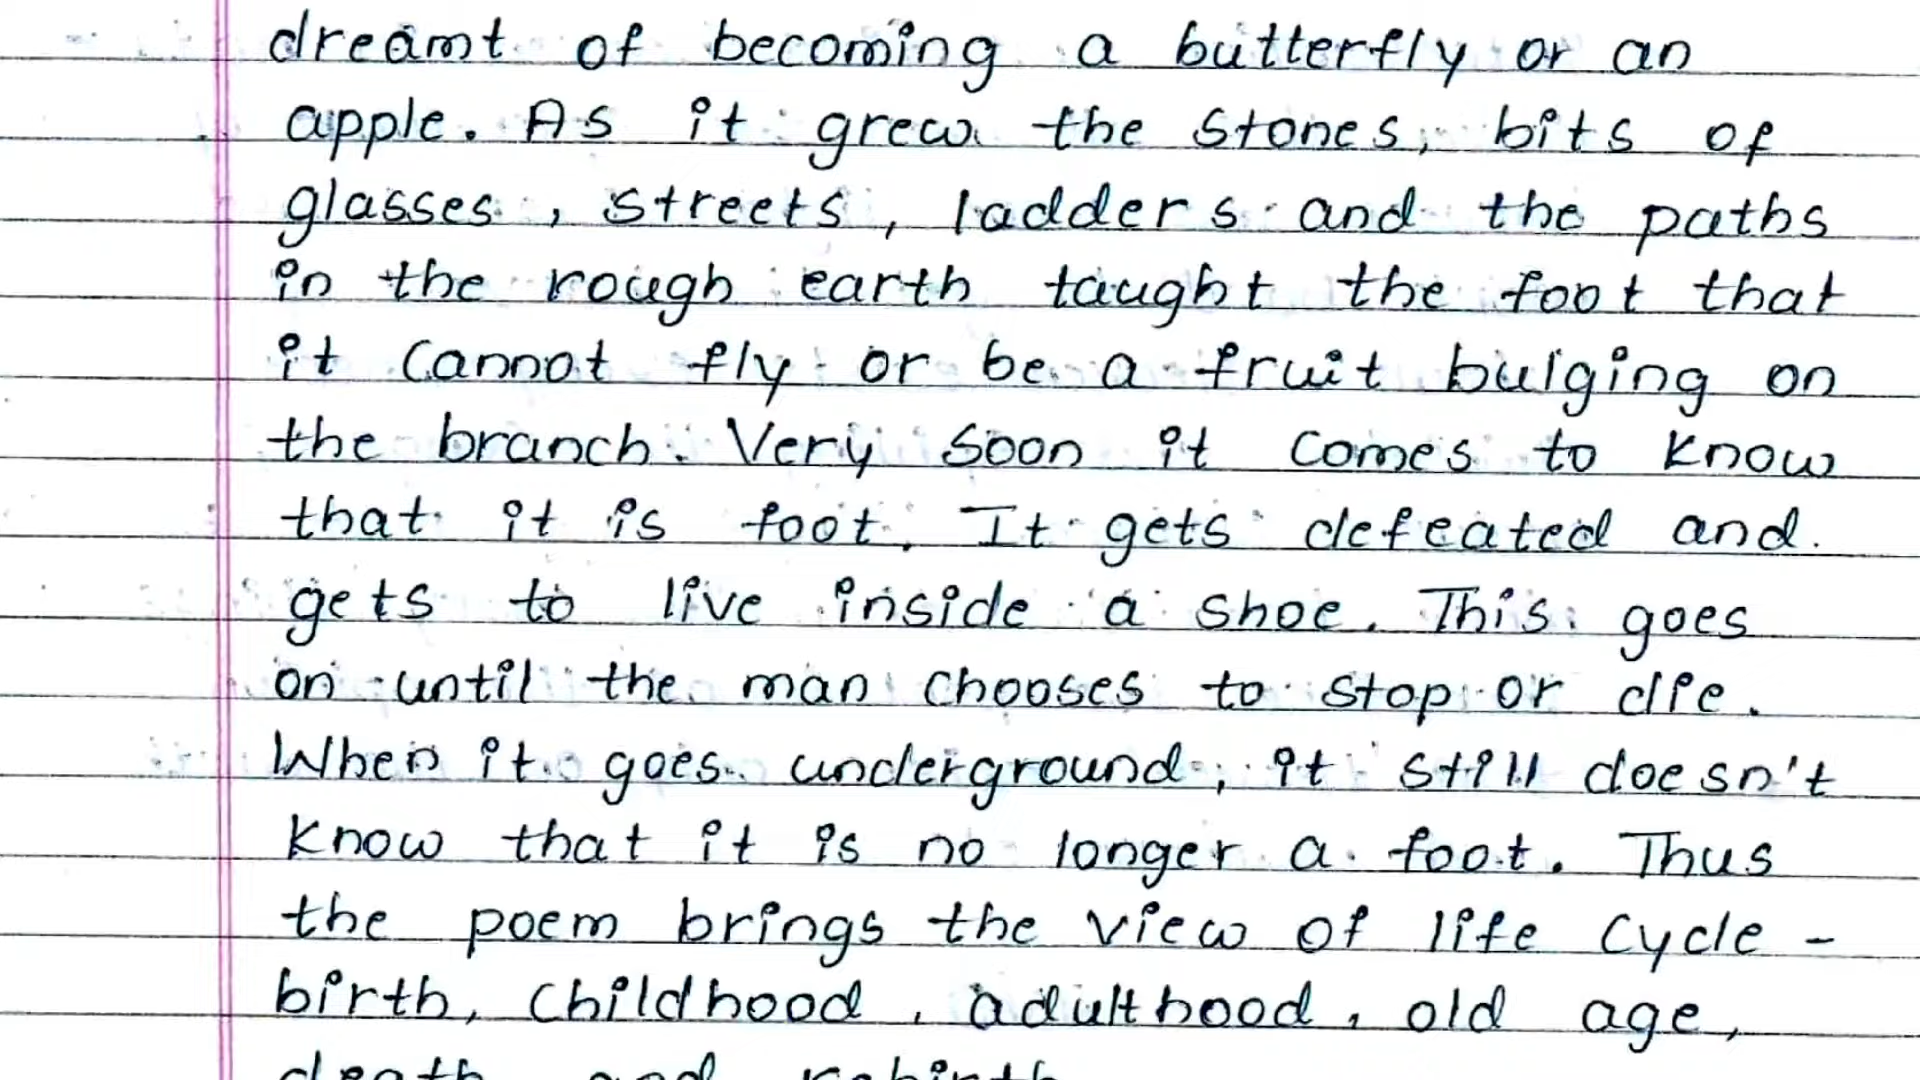 dreamt of becoming a butterfly or an
apple. As it grew the stones, bits of
glasses, streets, ladders and the paths
in the rough earth taught the foot that
it cannot fly or be a fruit bulging on
the branch. Very soon it comes to know
that it is foot. It gets defeated and
gets to live inside a shoe. This goes
on until the man chooses to stop or die.
When it goes underground, it still doesn't
know that it is no longer a foot. Thus
the poem brings the view of life cycle -
birth, childhood, adulthood, old age,
death and rebirth